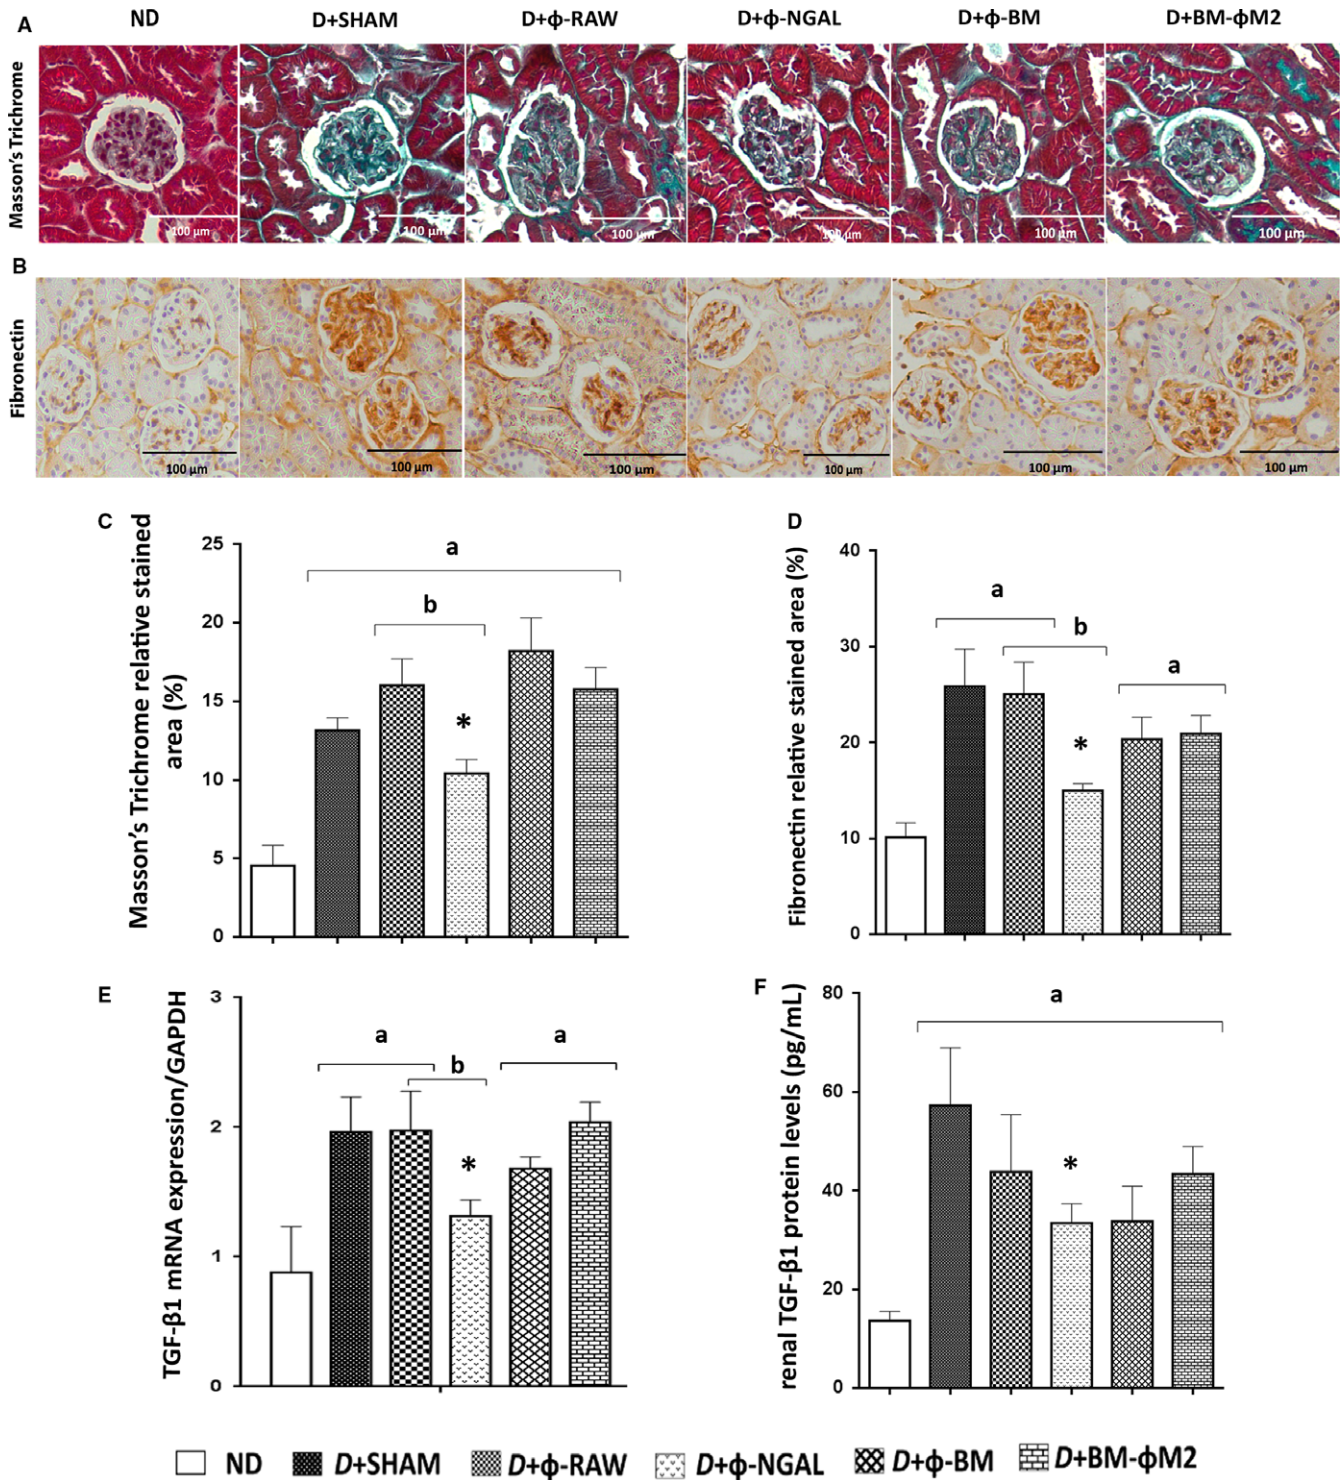 A
ND
D+SHAM
D+ϕ-RAW
D+ϕ-NGAL
D+ϕ-BM
D+BM-ϕM2
Masson's Trichrome
100 µm
100 µm
100 µm
100 µm
100 µm
100 µm
B
Fibronectin
100 µm
100 µm
100 µm
100 µm
100 µm
100 µm
C
Masson's Trichrome relative stained
area (%)
25
20
15
10
5
0
a
b
*
D
Fibronectin relative stained area (%)
40
30
20
10
0
a
b
a
*
E
TGF-β1 mRNA expression/GAPDH
3
2
1
0
a
b
a
*
F
renal TGF-β1 protein levels (pg/mL)
80
60
40
20
0
a
*
ND
D+SHAM
D+ϕ-RAW
D+ϕ-NGAL
D+ϕ-BM
D+BM-ϕM2